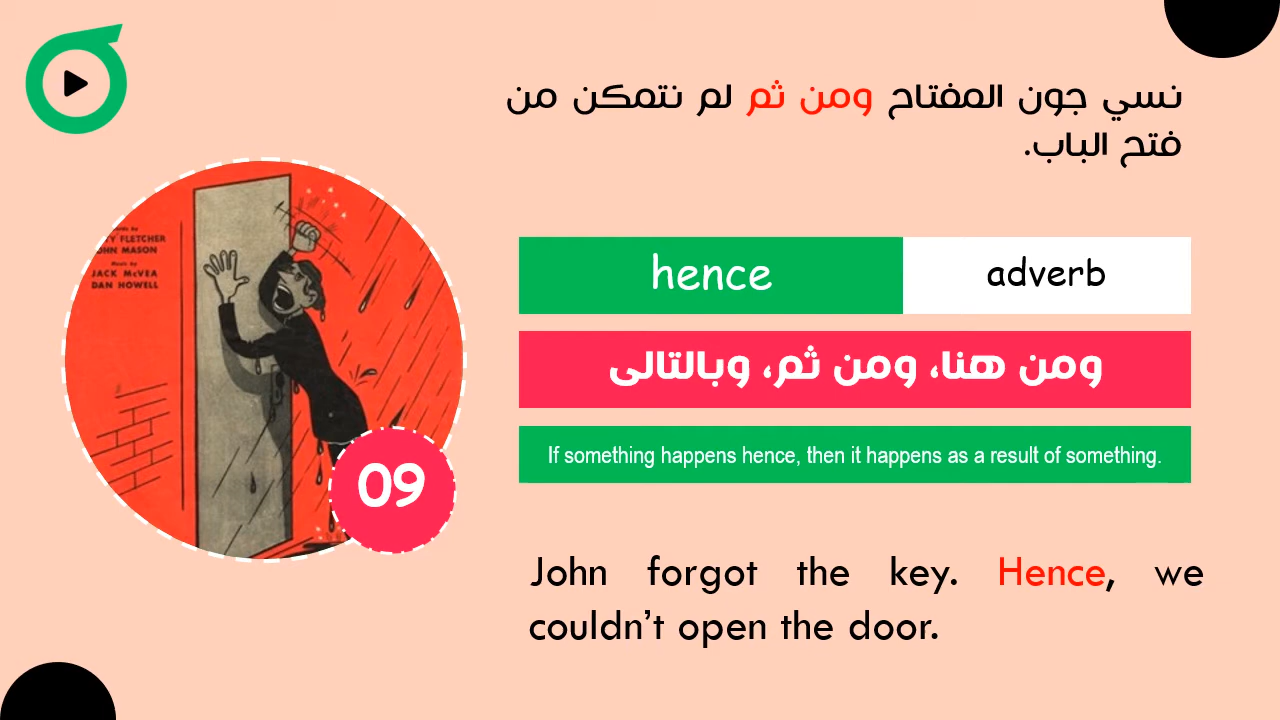 نسي جون المفتاح ومن ثم لم نتمكن من
فتح الباب.
hence
adverb
ومن هنا، ومن ثم، وبالتالى
If something happens hence, then it happens as a result of something.
FLETCHER
MASON
Music by
JACK McVEA
DAN HOWELL
09
John forgot the key. Hence, we
couldn't open the door.